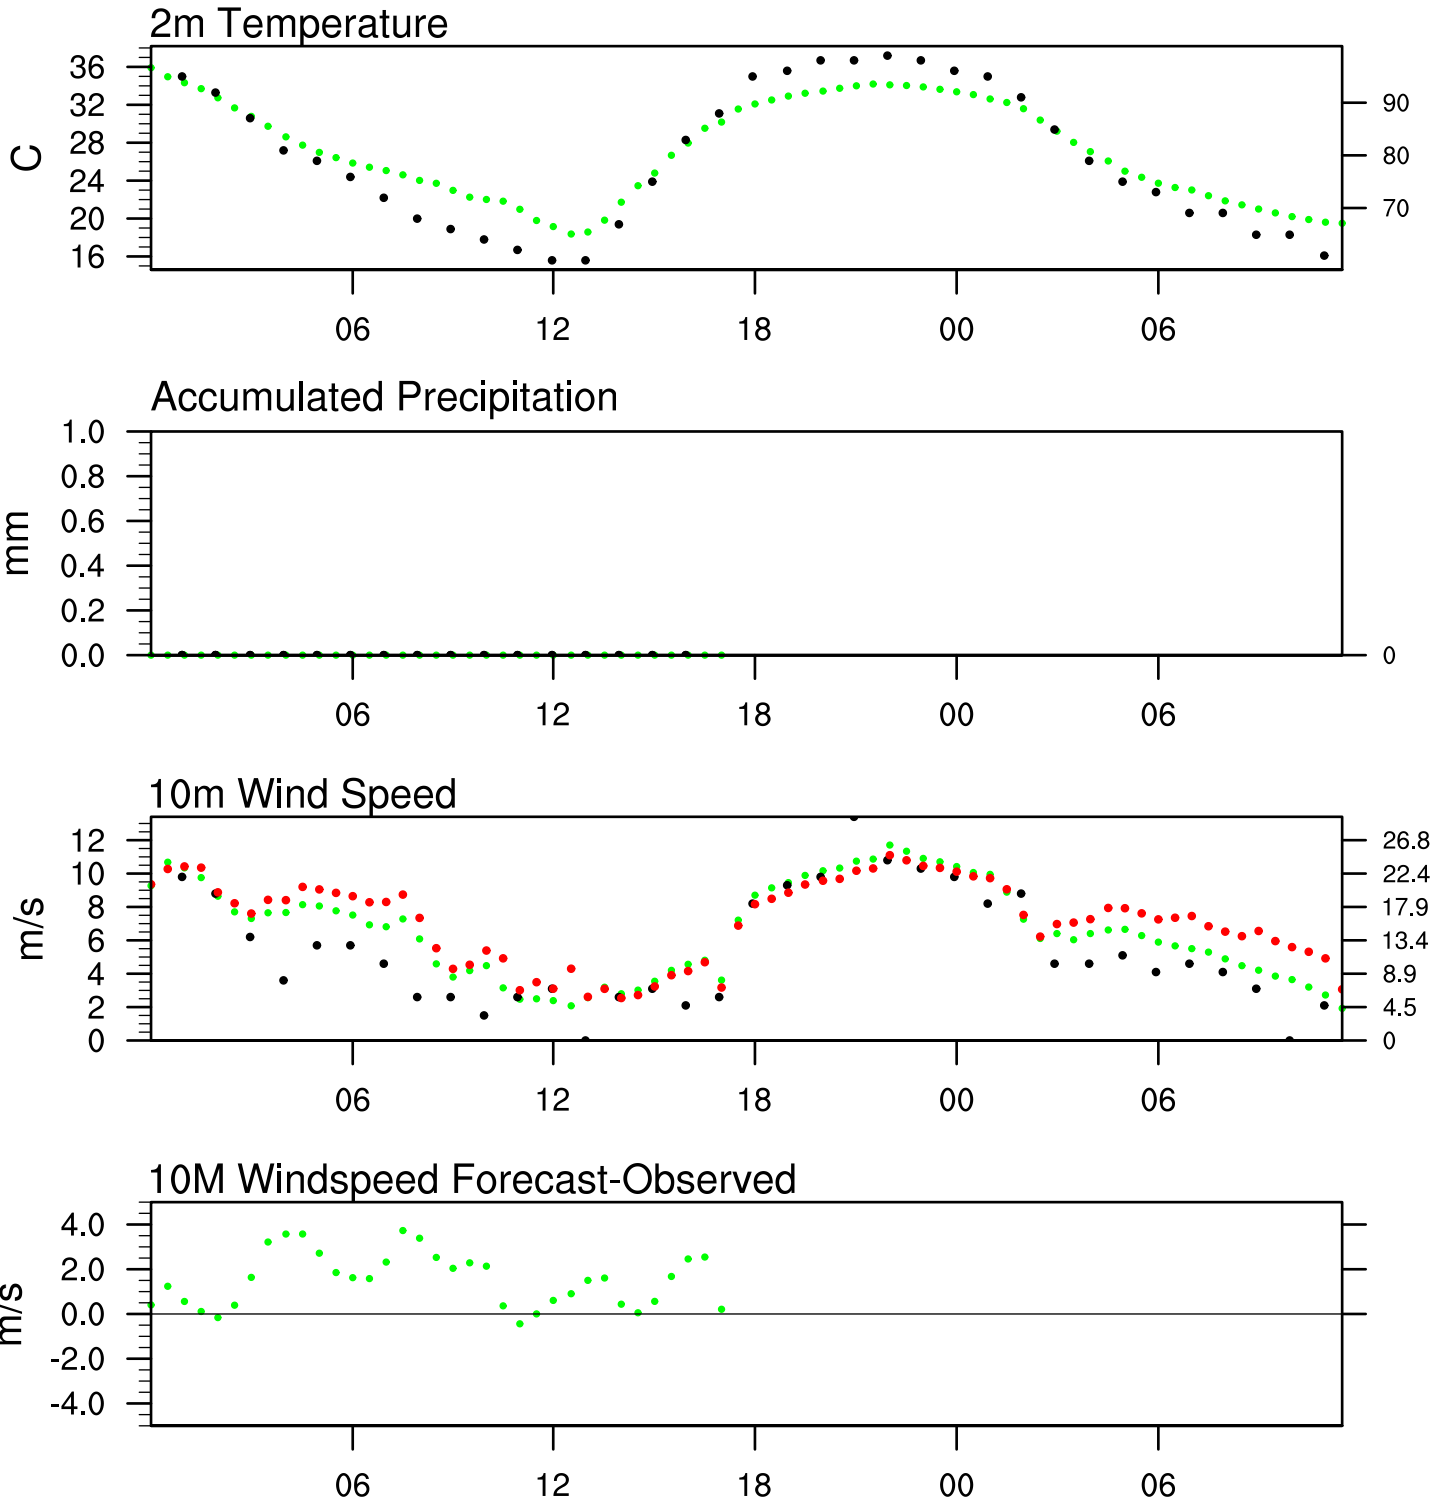 2m Temperature
36
32
28
24
20
16
C
90
80
70
06 12 18 00 06
Accumulated Precipitation
1.0
0.8
0.6
0.4
0.2
0.0
mm
0
06 12 18 00 06
10m Wind Speed
12
10
8
6
4
2
0
m/s
26.8
22.4
17.9
13.4
8.9
4.5
0
06 12 18 00 06
10M Windspeed Forecast-Observed
4.0
2.0
0.0
-2.0
-4.0
m/s
06 12 18 00 06